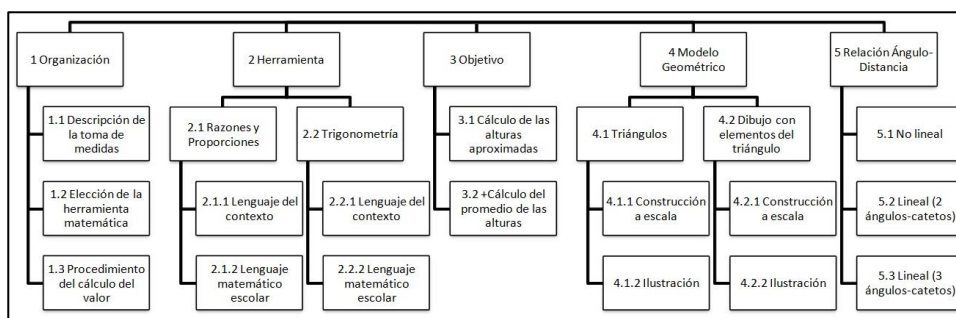 1 Organización
2 Herramienta
3 Objetivo
4 Modelo
Geométrico
5 Relación Ángulo-
Distancia
1.1 Descripción de
la toma de
medidas
2.1 Razones y
Proporciones
2.2 Trigonometría
3.1 Cálculo de las
alturas
aproximadas
4.1 Triángulos
4.2 Dibujo con
elementos del
triángulo
5.1 No lineal
1.2 Elección de la
herramienta
matemática
2.1.1 Lenguaje del
contexto
2.2.1 Lenguaje del
contexto
3.2 +Cálculo del
promedio de las
alturas
4.1.1 Construcción
a escala
4.2.1 Construcción
a escala
5.2 Lineal (2
ángulos-catetos)
1.3 Procedimiento
del cálculo del
valor
2.1.2 Lenguaje
matemático
escolar
2.2.2 Lenguaje
matemático
escolar
4.1.2 Ilustración
4.2.2 Ilustración
5.3 Lineal (3
ángulos-catetos)